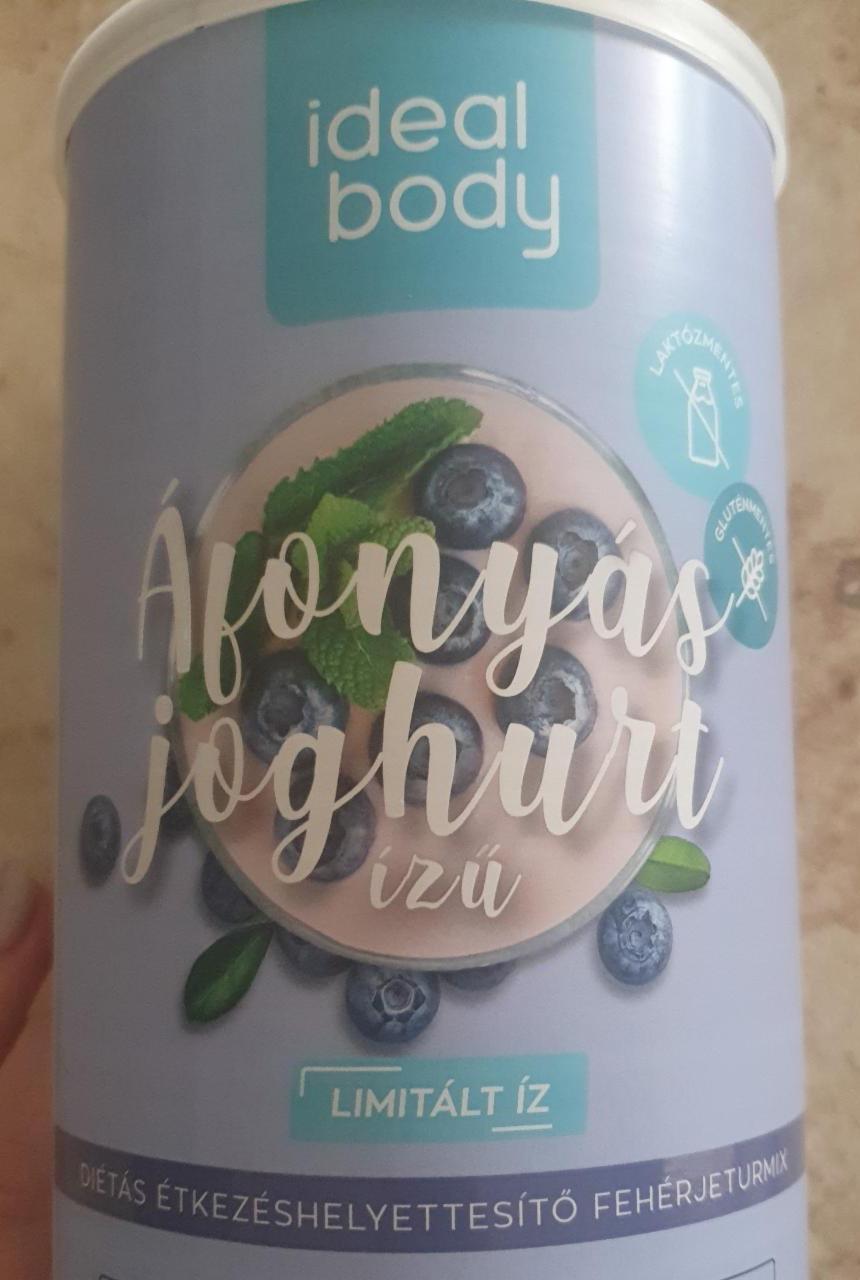 ideal
body
LAKTÓZMENTES
GLUTÉNMENTES
Áfonyás
joghurt
ízű
LIMITÁLT ÍZ
DIÉTÁS ÉTKEZÉSHELYETTESÍTŐ FEHÉRJETURMIX